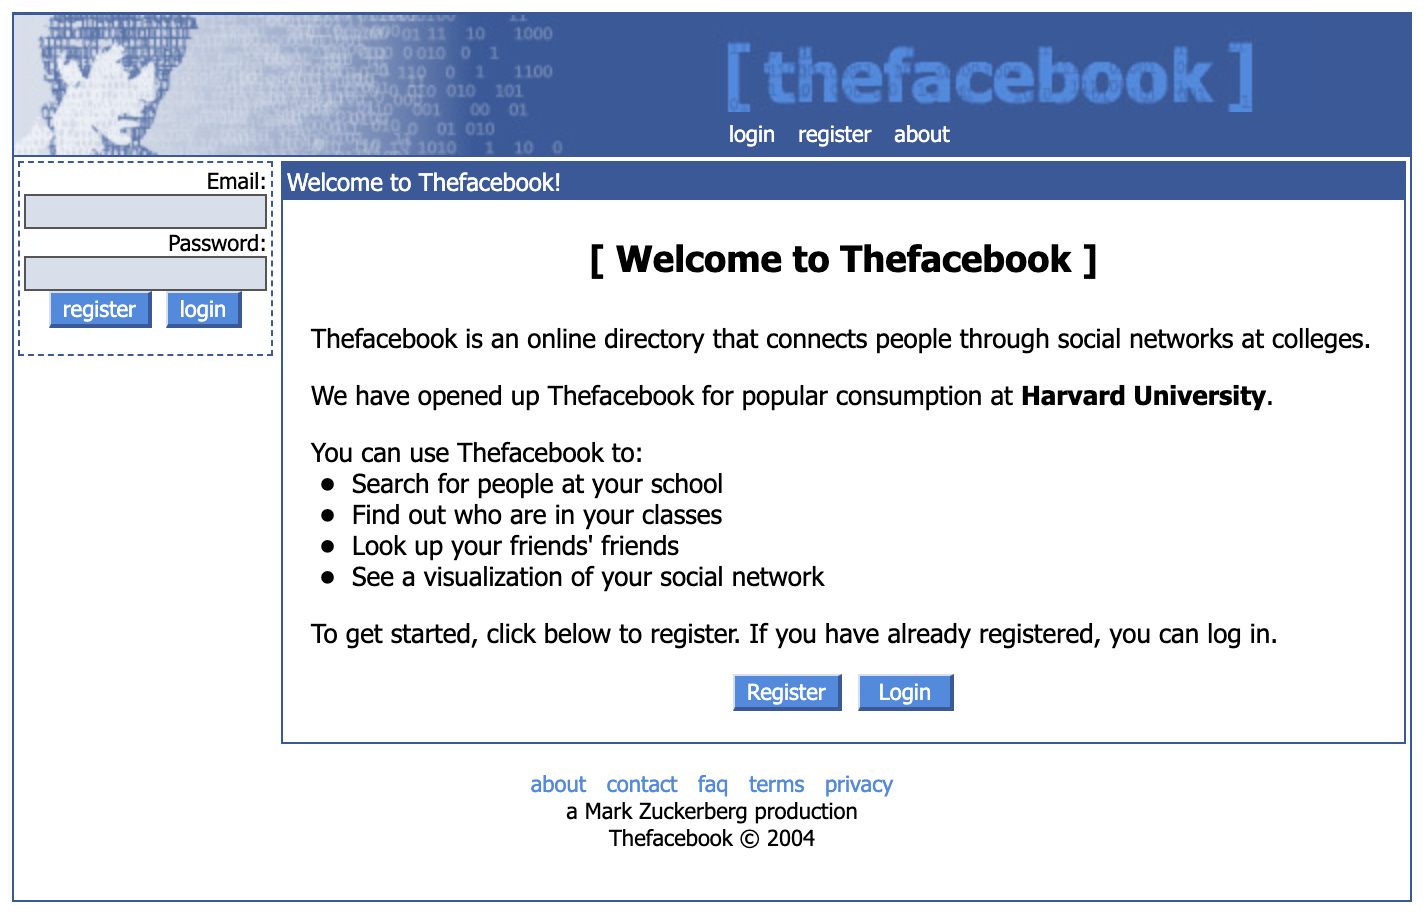 [ thefacebook ]
login register about
Email:
Password:
register login
Welcome to Thefacebook!
[ Welcome to Thefacebook ]
Thefacebook is an online directory that connects people through social networks at colleges.
We have opened up Thefacebook for popular consumption at Harvard University.
You can use Thefacebook to:
• Search for people at your school
• Find out who are in your classes
• Look up your friends' friends
• See a visualization of your social network
To get started, click below to register. If you have already registered, you can log in.
Register Login
about contact faq terms privacy
a Mark Zuckerberg production
Thefacebook © 2004